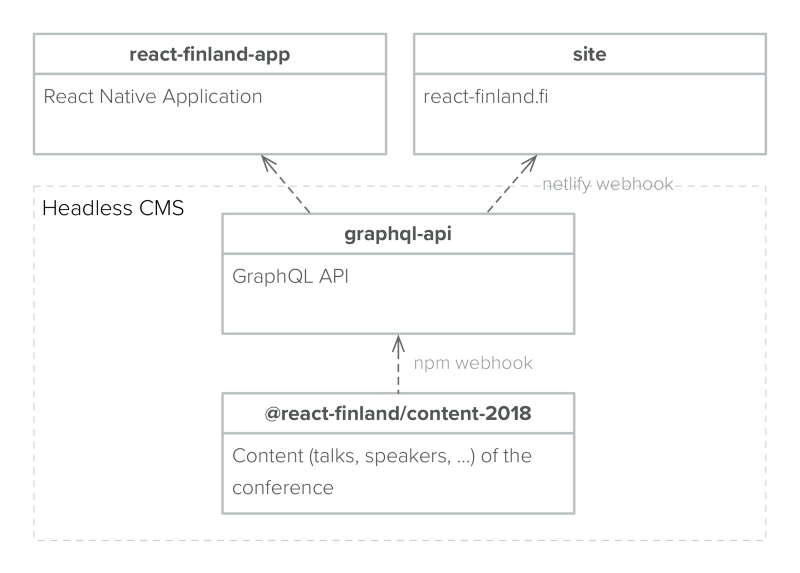 react-finland-app
site
React Native Application
react-finland.fi
netlify webhook
Headless CMS
graphql-api
GraphQL API
npm webhook
@react-finland/content-2018
Content (talks, speakers, ...) of the
conference